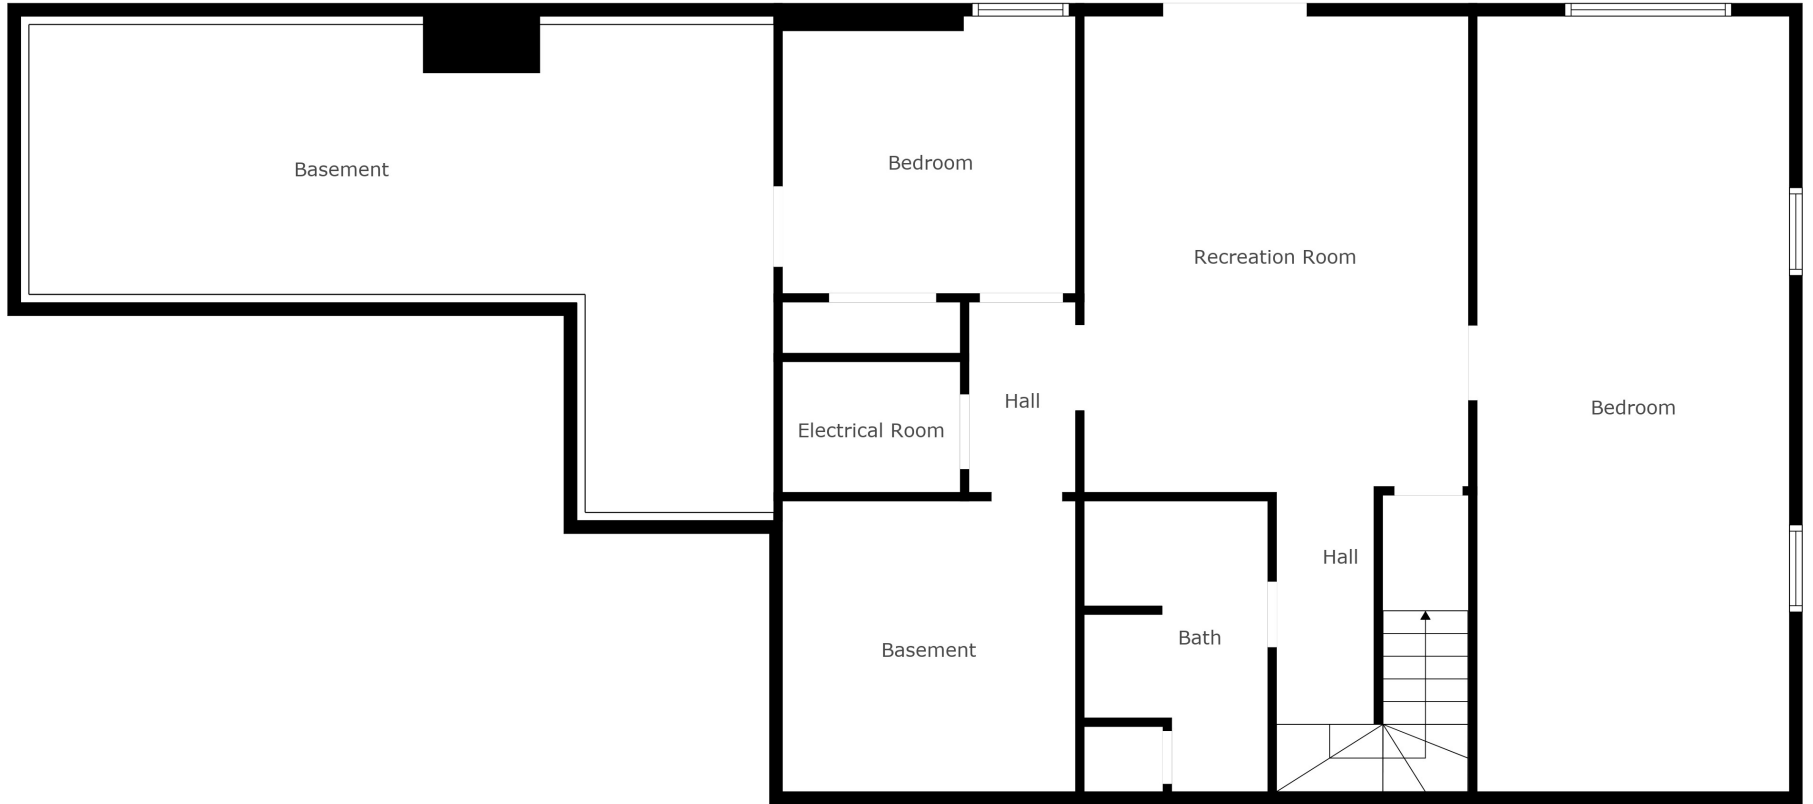 Basement
Bedroom
Recreation Room
Hall
Bedroom
Electrical Room
Hall
Bath
Basement